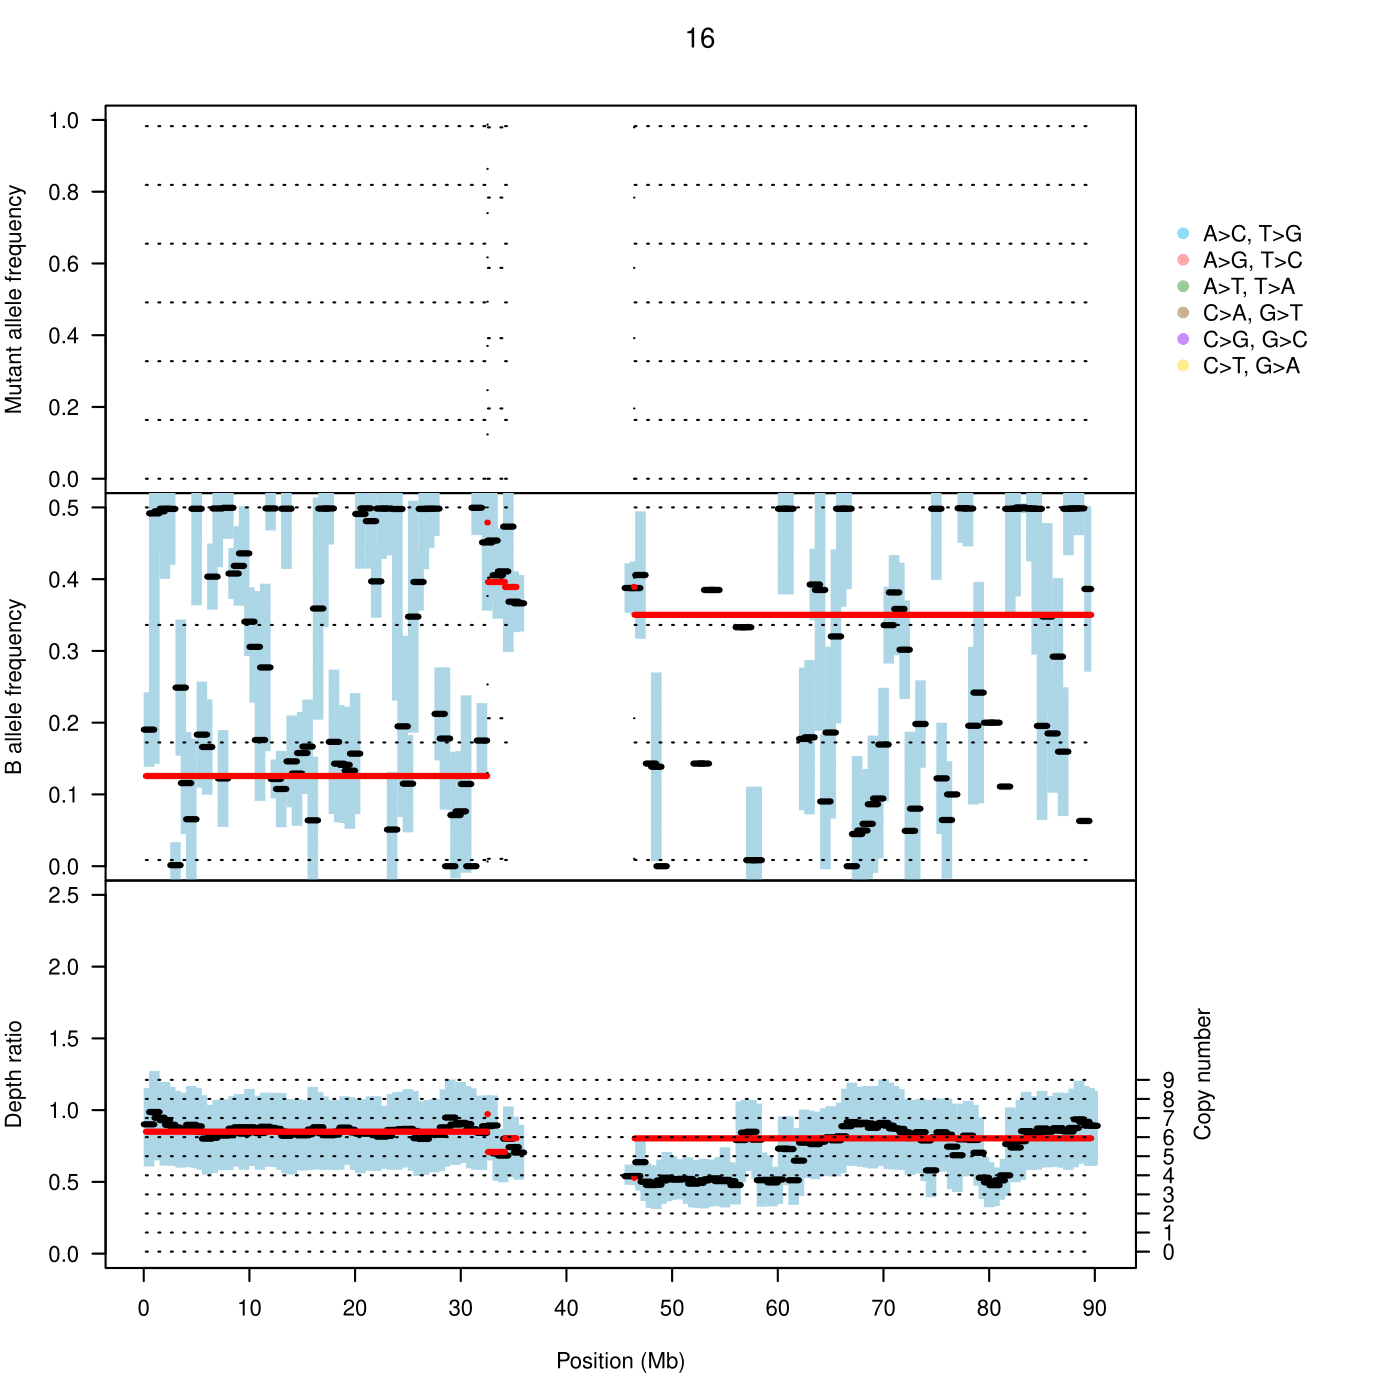 16
Mutant allele frequency
1.0
0.8
0.6
0.4
0.2
0.0
A>C, T>G
A>G, T>C
A>T, T>A
C>A, G>T
C>G, G>C
C>T, G>A
B allele frequency
0.5
0.4
0.3
0.2
0.1
0.0
Depth ratio
2.5
2.0
1.5
1.0
0.5
0.0
9
8
7
6
5
4
3
2
1
0
Copy number
0 10 20 30 40 50 60 70 80 90
Position (Mb)